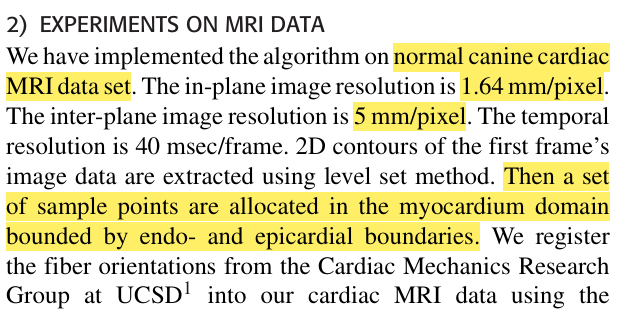 2) EXPERIMENTS ON MRI DATA
We have implemented the algorithm on normal canine cardiac
MRI data set. The in-plane image resolution is 1.64 mm/pixel.
The inter-plane image resolution is 5 mm/pixel. The temporal
resolution is 40 msec/frame. 2D contours of the first frame's
image data are extracted using level set method. Then a set
of sample points are allocated in the myocardium domain
bounded by endo- and epicardial boundaries. We register
the fiber orientations from the Cardiac Mechanics Research
Group at UCSD¹ into our cardiac MRI data using the